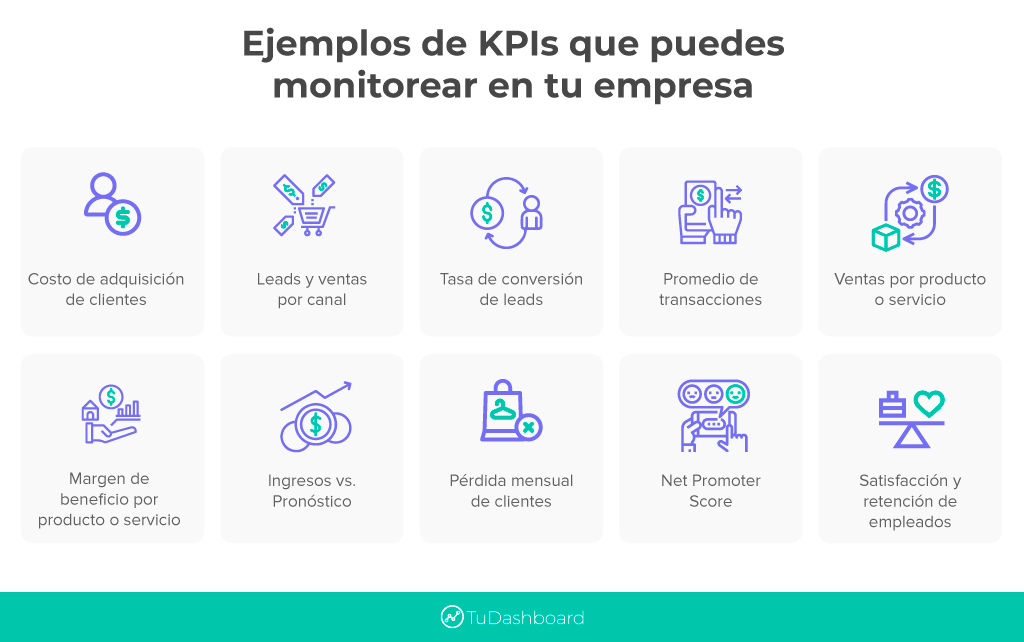 Ejemplos de KPIs que puedes
monitorear en tu empresa
Costo de adquisición
de clientes
Leads y ventas
por canal
Tasa de conversión
de leads
Promedio de
transacciones
Ventas por producto
o servicio
Margen de
beneficio por
producto o servicio
Ingresos vs.
Pronóstico
Pérdida mensual
de clientes
Net Promoter
Score
Satisfacción y
retención de
empleados
TuDashboard